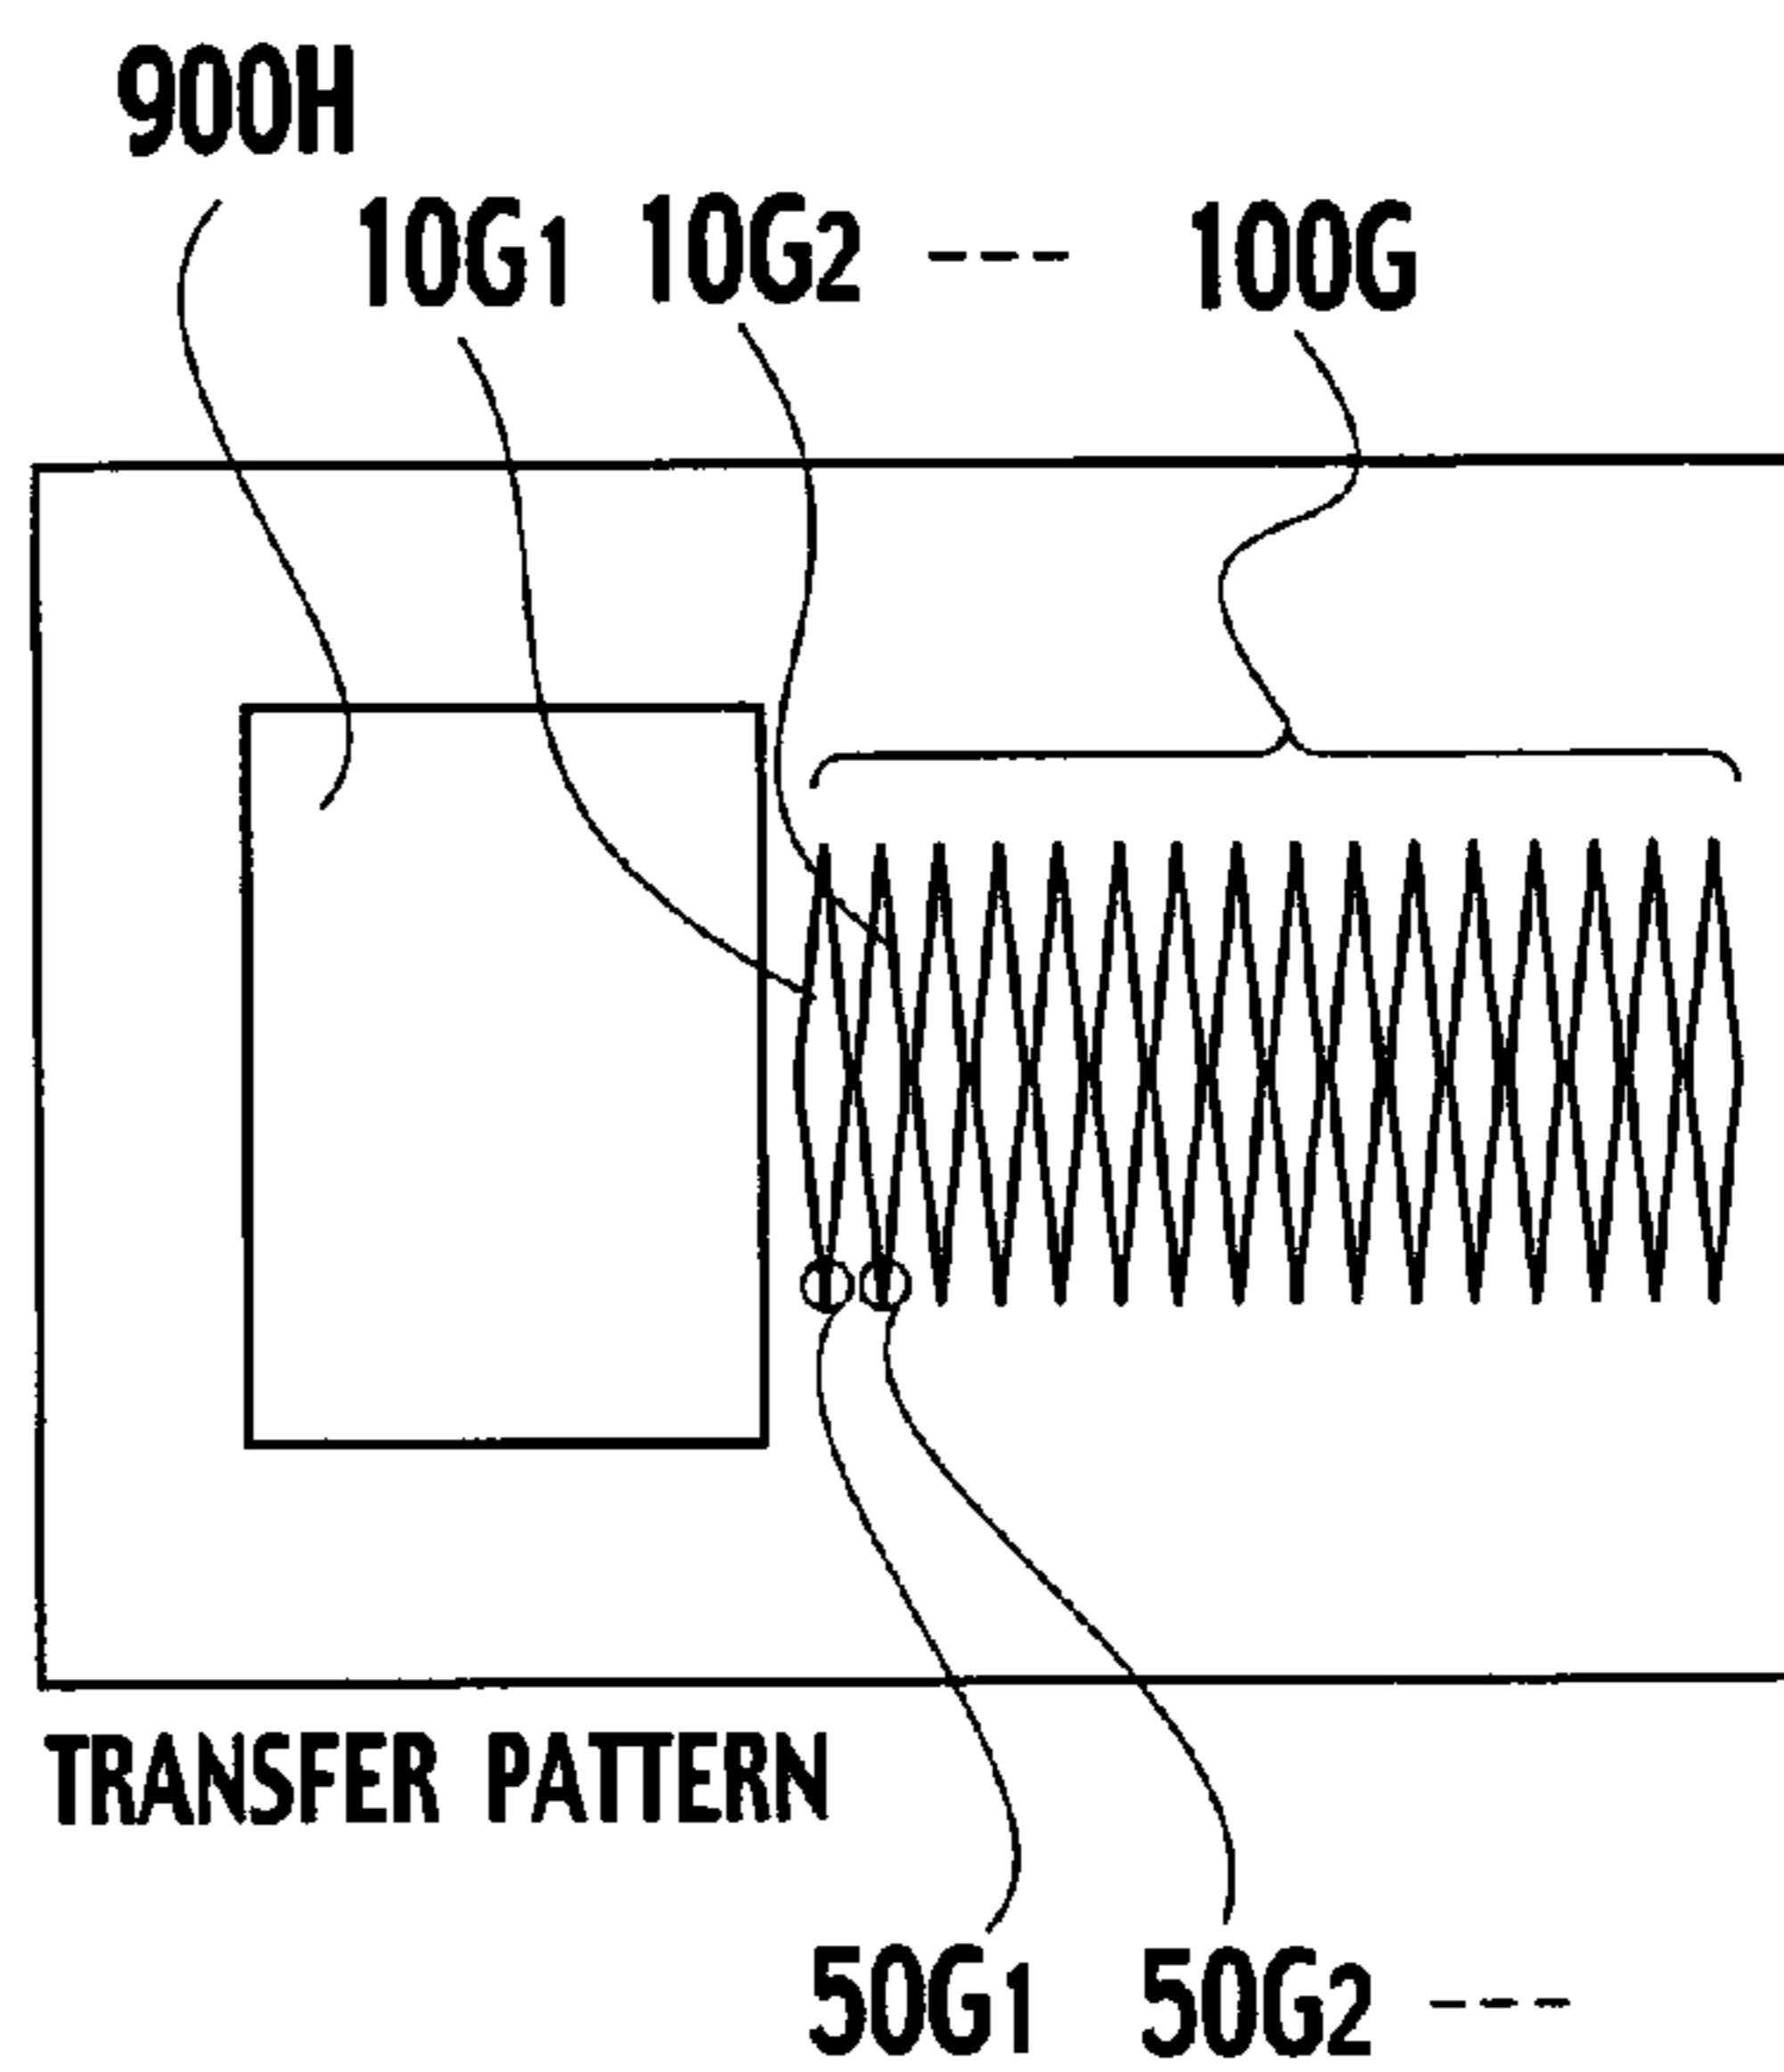 900H
10G1 10G2 --- 100G
TRANSFER PATTERN
50G1 50G2 ---